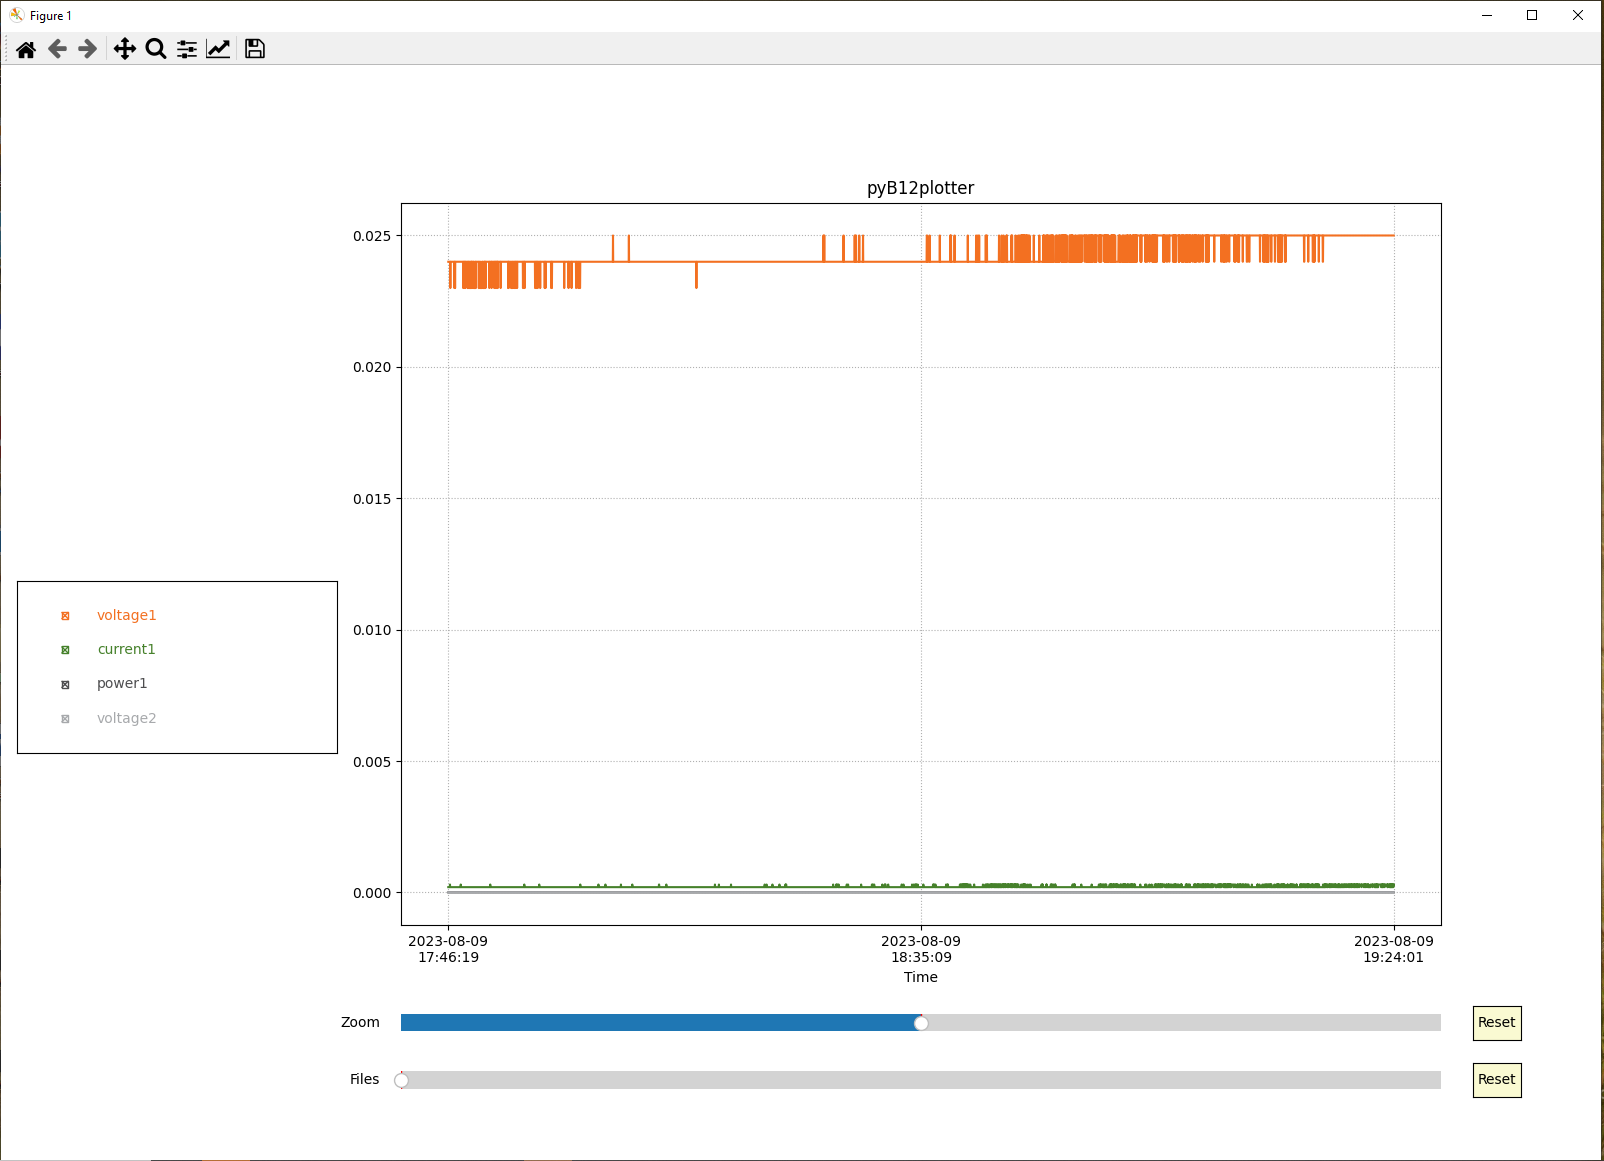 Figure 1
pyB12plotter
0.025
0.020
0.015
0.010
0.005
0.000
voltage1
current1
power1
voltage2
2023-08-09
17:46:19
2023-08-09
18:35:09
2023-08-09
19:24:01
Time
Zoom
Reset
Files
Reset